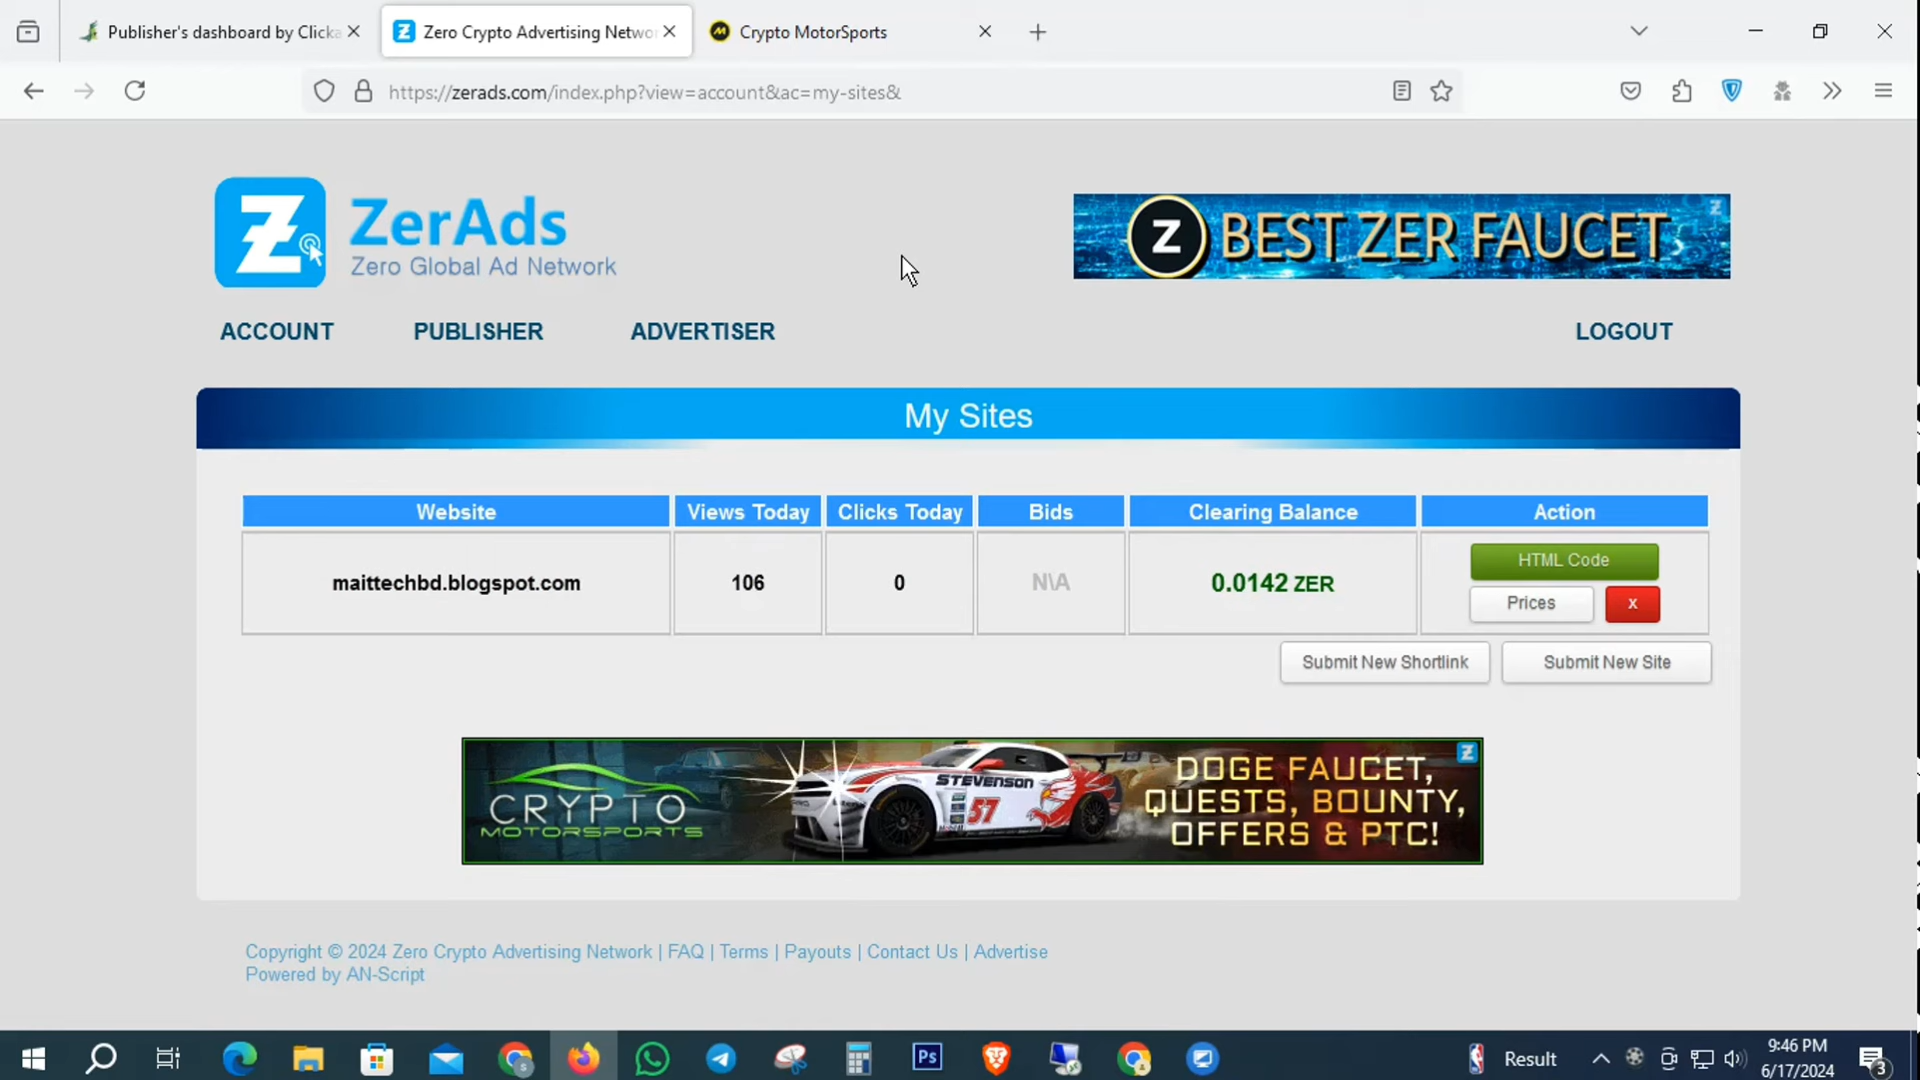 Publisher's dashboard by Clicka
Zero Crypto Advertising Netwo
Crypto MotorSports
https://zerads.com/index.php?view=account&ac=my-sites&
ZerAds
Zero Global Ad Network
BEST ZER FAUCET
ACCOUNT
PUBLISHER
ADVERTISER
LOGOUT
My Sites
Website
Views Today
Clicks Today
Bids
Clearing Balance
Action
maittechbd.blogspot.com
106
0
N\A
0.0142 ZER
HTML Code
Prices
x
Submit New Shortlink
Submit New Site
CRYPTO
MOTORSPORTS
STEVENSON
57
DOGE FAUCET,
QUESTS, BOUNTY,
OFFERS & PTC!
Copyright © 2024 Zero Crypto Advertising Network | FAQ | Terms | Payouts | Contact Us | Advertise
Powered by AN-Script
Ps
Result
9:46 PM
6/17/2024
3